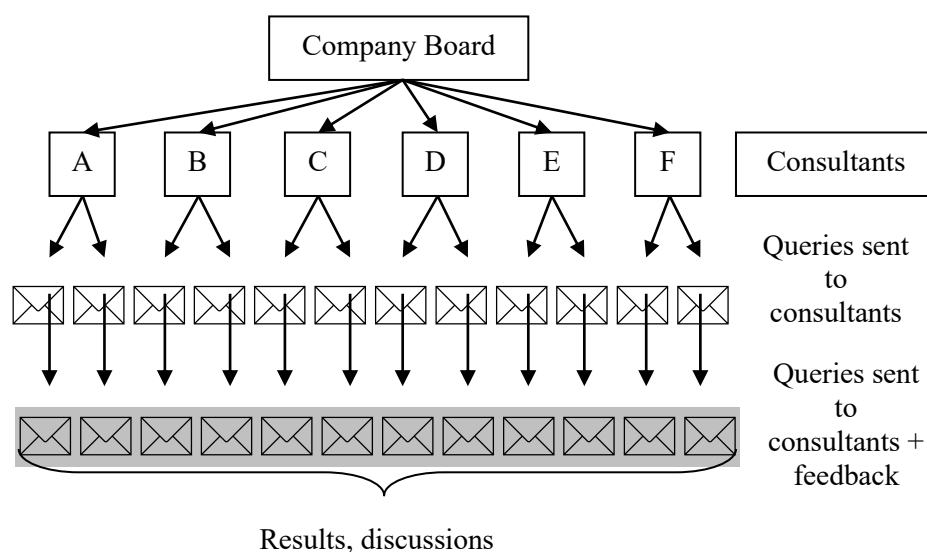 Company Board
A
B
C
D
E
F
Consultants
Queries sent
to
consultants
Queries sent
to
consultants +
feedback
Results, discussions